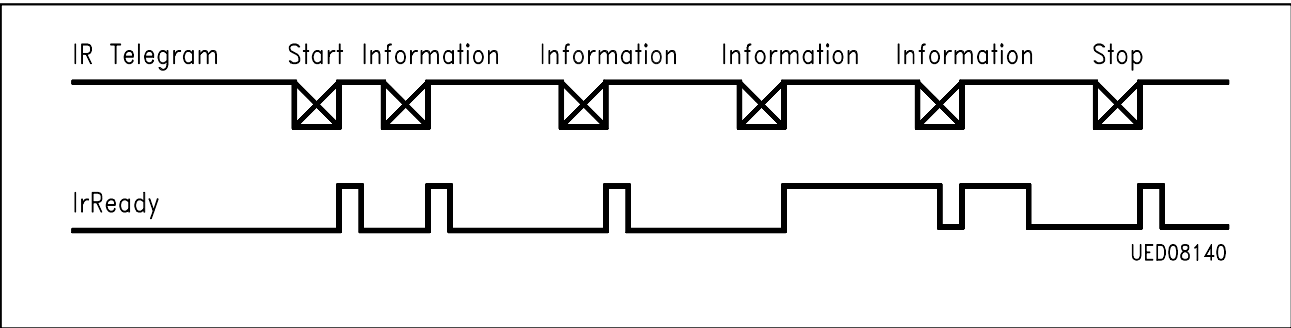 IR Telegram Start Information Information Information Information Stop
IrReady
UED08140